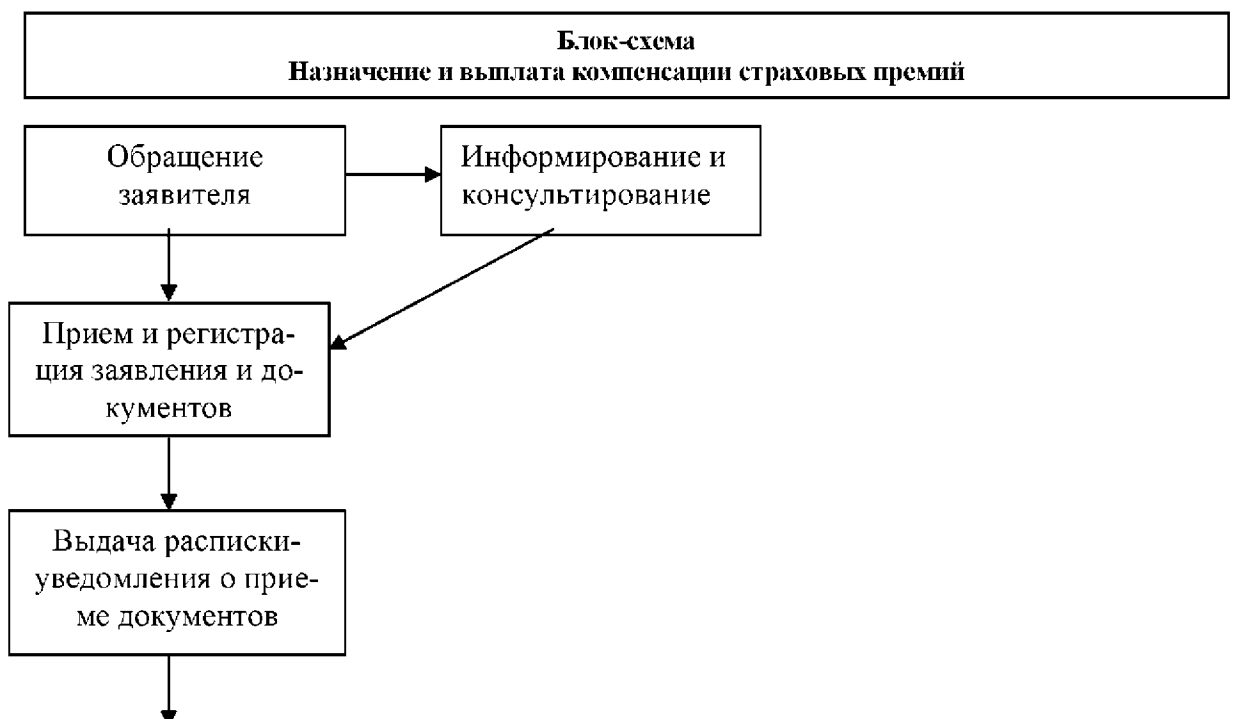 Блок-схема
Назначение и выплата компенсации страховых премий
Обращение
заявителя
Информирование и
консультирование
Прием и регистра-
ция заявления и до-
кументов
Выдача расписки-
уведомления о прие-
ме документов